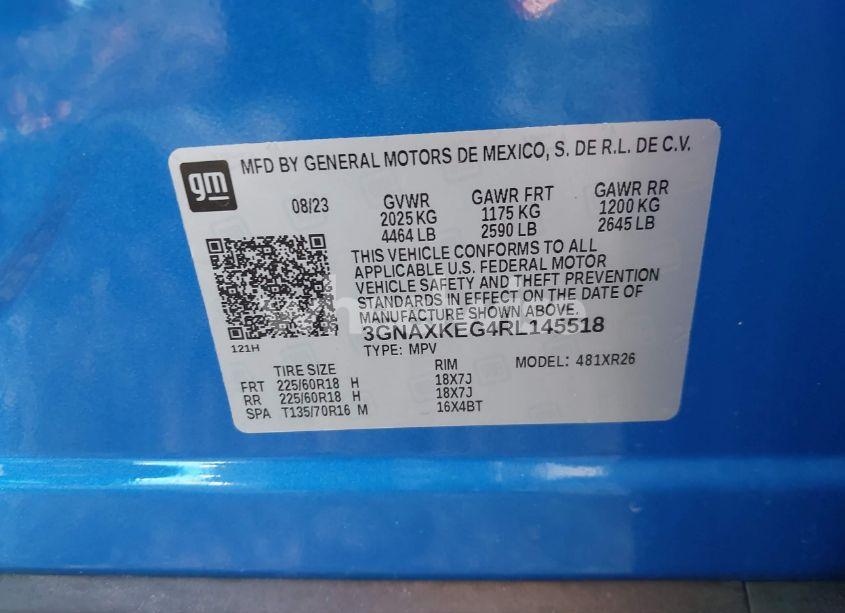 gm
MFD BY GENERAL MOTORS DE MEXICO, S. DE R.L. DE C.V.
08/23 GVWR GAWR FRT GAWR RR
2025 KG 1175 KG 1200 KG
4464 LB 2590 LB 2645 LB
THIS VEHICLE CONFORMS TO ALL
APPLICABLE U.S. FEDERAL MOTOR
VEHICLE SAFETY AND THEFT PREVENTION
STANDARDS IN EFFECT ON THE DATE OF
MANUFACTURE SHOWN ABOVE.
3GNAXKEG4RL145518
121H
TYPE: MPV MODEL: 481XR26
TIRE SIZE RIM
FRT 225/60R18 H 18X7J
RR 225/60R18 H 18X7J
SPA T135/70R16 M 16X4BT